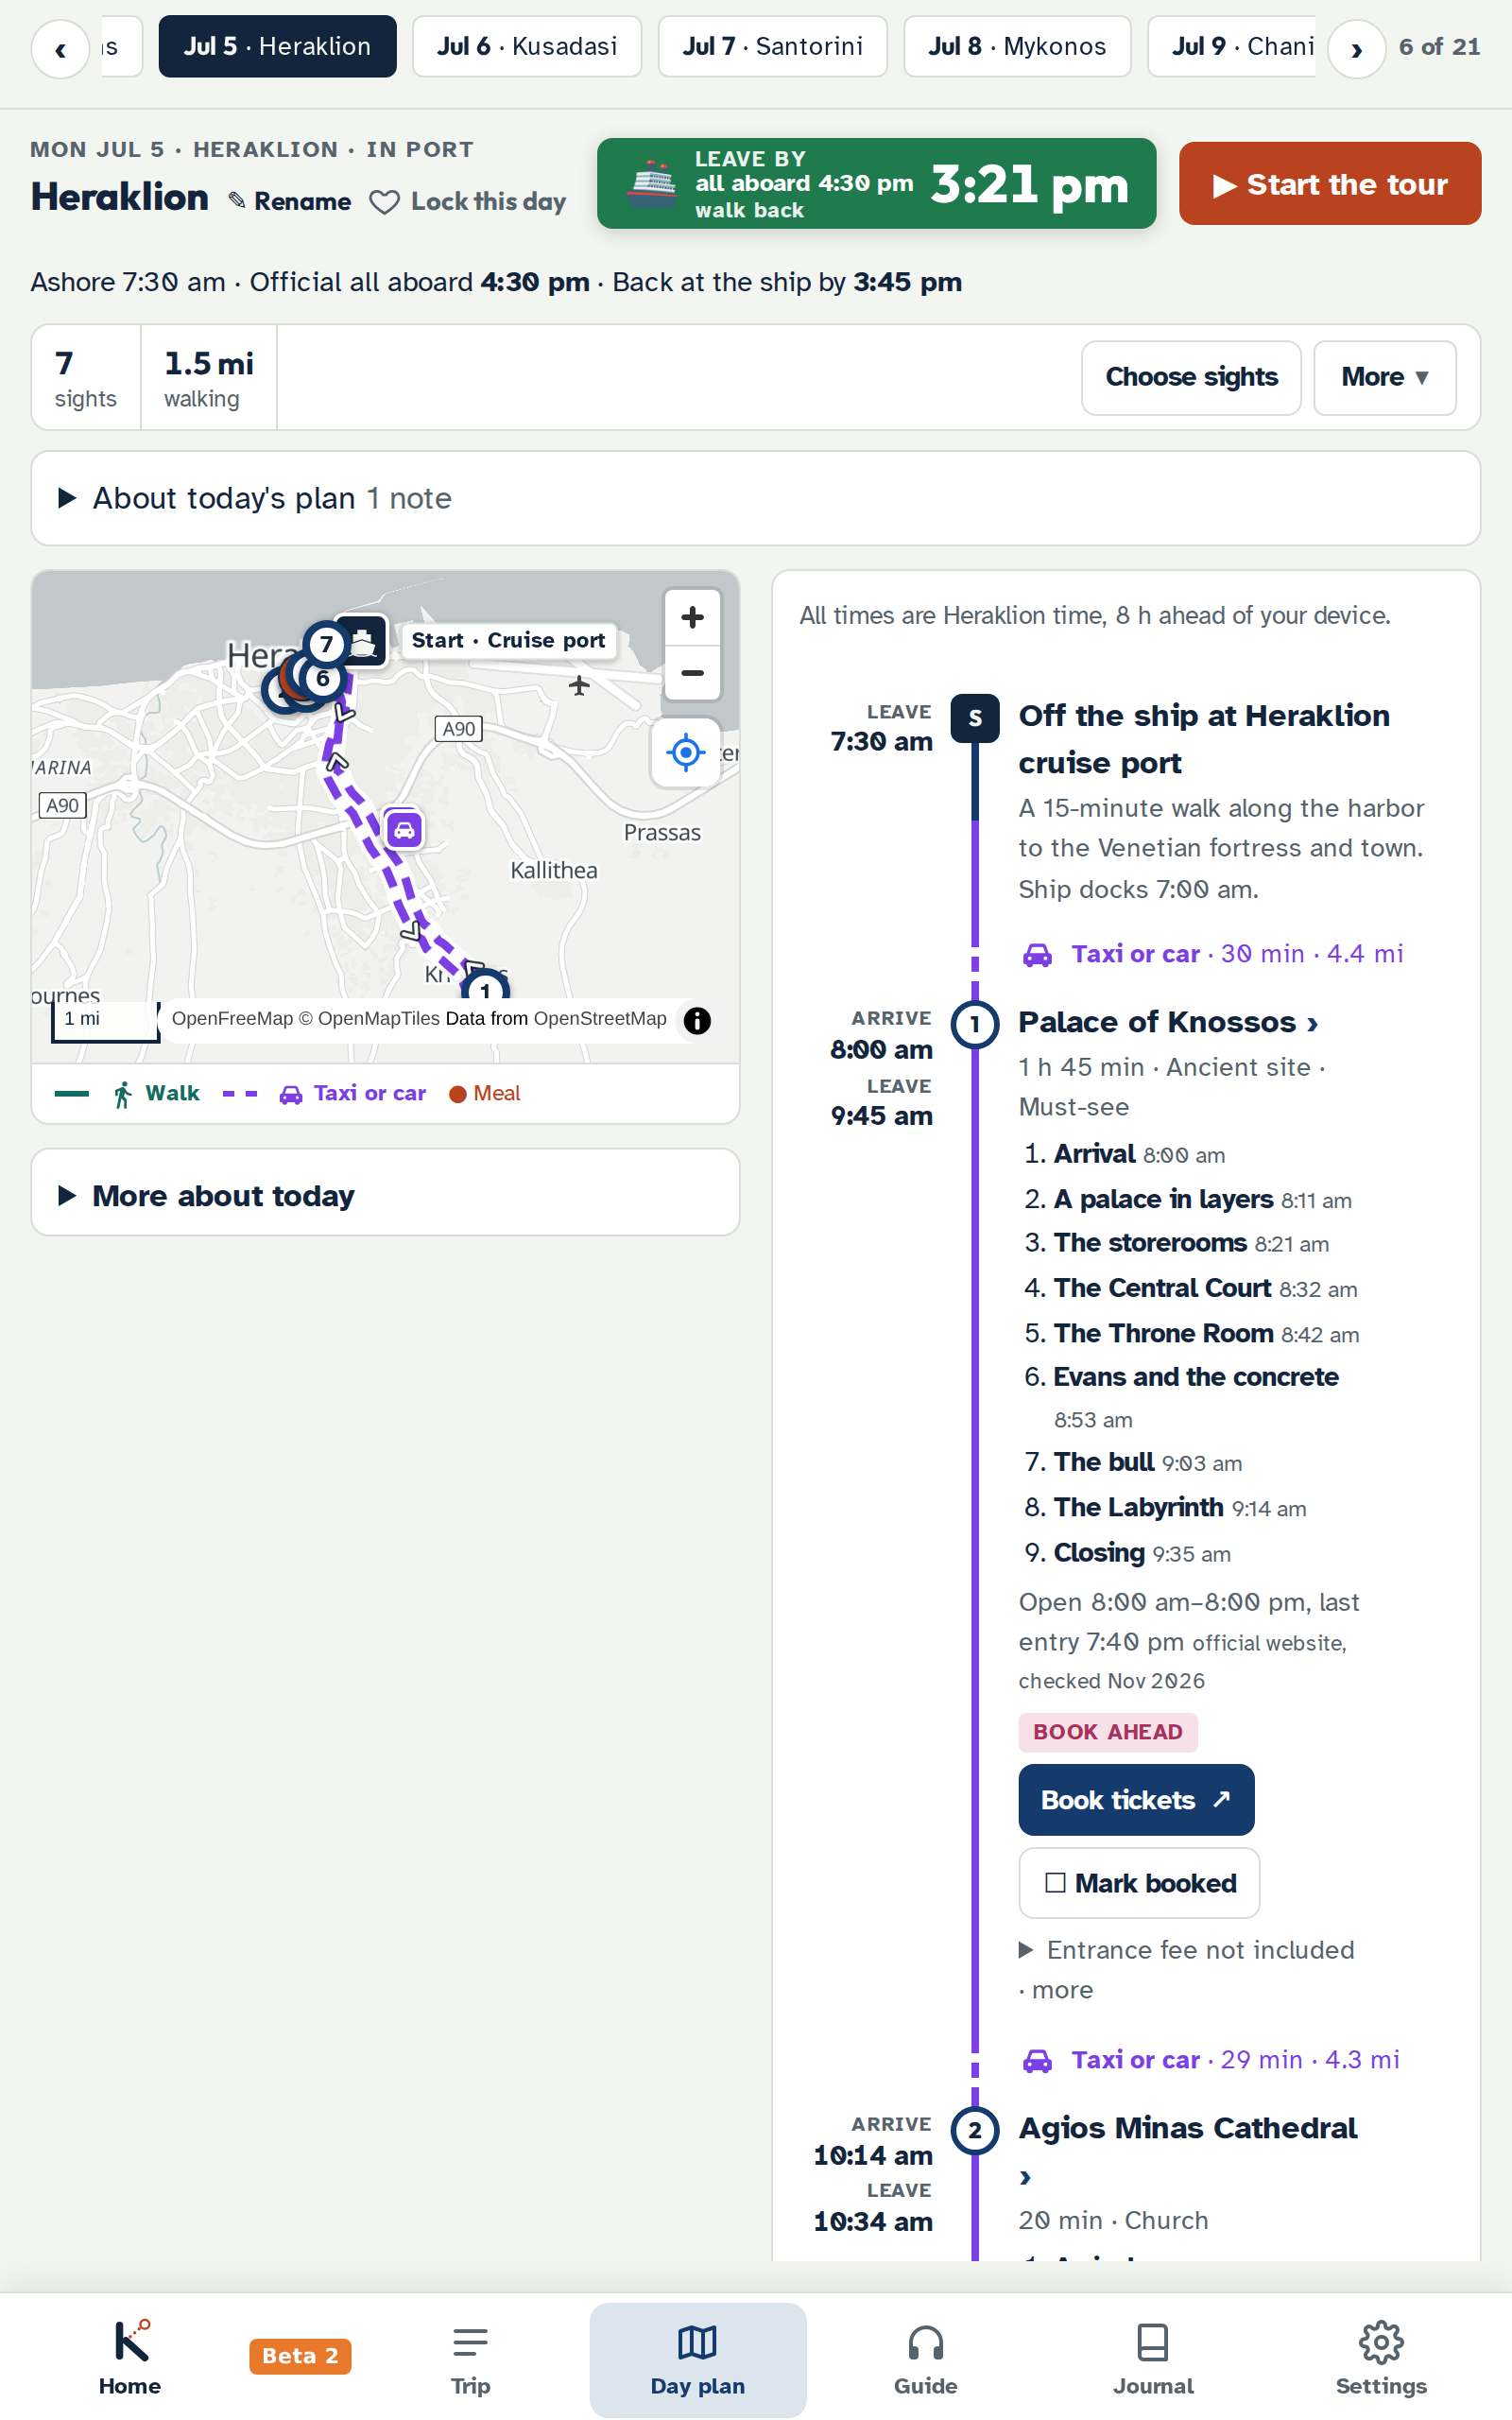 Jul 5 · Heraklion
Jul 6 · Kusadasi
Jul 7 · Santorini
Jul 8 · Mykonos
Jul 9 · Chani
6 of 21
MON JUL 5 · HERAKLION · IN PORT
Heraklion ✎ Rename Lock this day
LEAVE BY
all aboard 4:30 pm
walk back
3:21 pm
▶ Start the tour
Ashore 7:30 am · Official all aboard 4:30 pm · Back at the ship by 3:45 pm
7
sights
1.5 mi
walking
Choose sights
More ▼
▶ About today's plan 1 note
Start · Cruise port
7
6
A90
A90
Prassas
Kallithea
1
1 mi
OpenFreeMap © OpenMapTiles Data from OpenStreetMap
Walk
Taxi or car
Meal
▶ More about today
All times are Heraklion time, 8 h ahead of your device.
LEAVE
7:30 am
S
Off the ship at Heraklion
cruise port
A 15-minute walk along the harbor
to the Venetian fortress and town.
Ship docks 7:00 am.
Taxi or car · 30 min · 4.4 mi
ARRIVE
8:00 am
LEAVE
9:45 am
1
Palace of Knossos ›
1 h 45 min · Ancient site ·
Must-see
1. Arrival 8:00 am
2. A palace in layers 8:11 am
3. The storerooms 8:21 am
4. The Central Court 8:32 am
5. The Throne Room 8:42 am
6. Evans and the concrete
8:53 am
7. The bull 9:03 am
8. The Labyrinth 9:14 am
9. Closing 9:35 am
Open 8:00 am–8:00 pm, last
entry 7:40 pm official website,
checked Nov 2026
BOOK AHEAD
Book tickets ↗
☐ Mark booked
▶ Entrance fee not included
· more
Taxi or car · 29 min · 4.3 mi
ARRIVE
10:14 am
LEAVE
10:34 am
2
Agios Minas Cathedral
›
20 min · Church
Home
Beta 2
Trip
Day plan
Guide
Journal
Settings